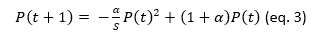 P(t + 1) = −α/S P(t)² + (1 + α)P(t) (eq. 3)